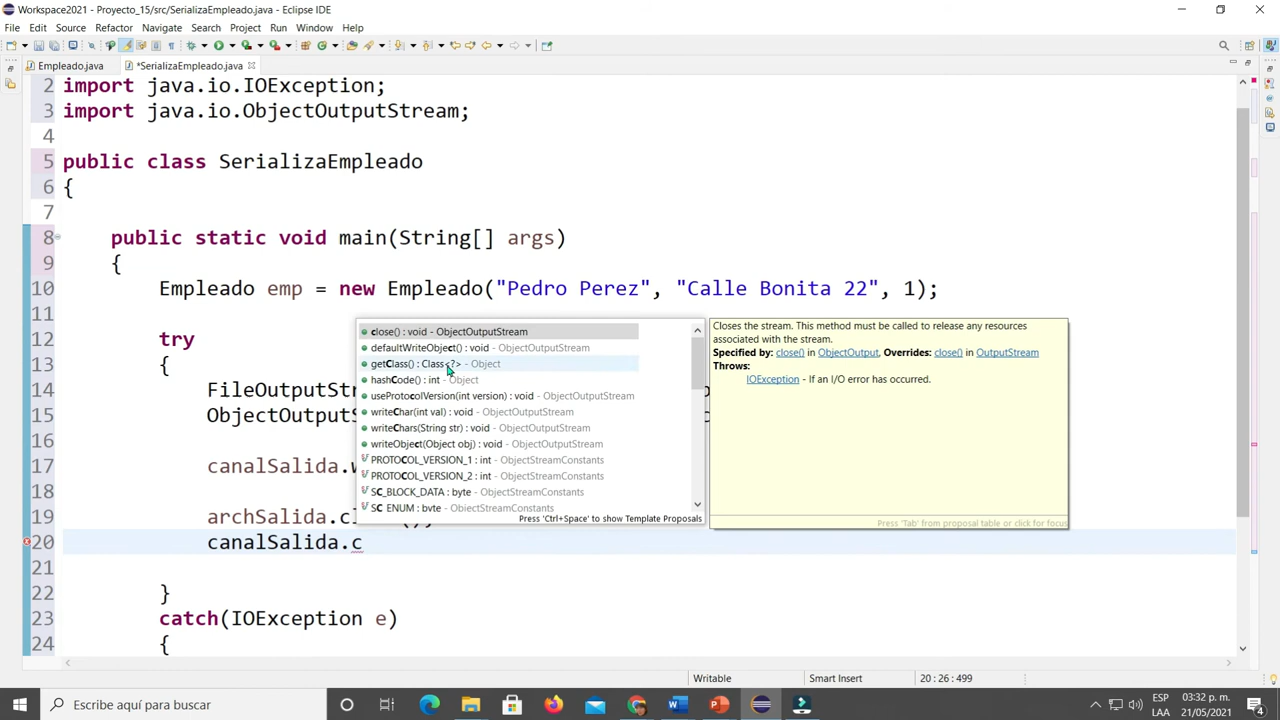 Workspace2021 - Proyecto_15/src/SerializaEmpleado.java - Eclipse IDE
File Edit Source Refactor Navigate Search Project Run Window Help
Empleado.java *SerializaEmpleado.java
2 import java.io.IOException;
3 import java.io.ObjectOutputStream;
4
5 public class SerializaEmpleado
6 {
7
8 public static void main(String[] args)
9 {
10 Empleado emp = new Empleado("Pedro Perez", "Calle Bonita 22", 1);
11
12 try
13 {
14 FileOutputStr
15 ObjectOutputS
16
17 canalSalida.w
18
19 archSalida.c
20 canalSalida.c
21
22 }
23 catch(IOException e)
24 {
close() : void - ObjectOutputStream
defaultWriteObject() : void - ObjectOutputStream
getClass() : Class<?> - Object
hashCode() : int - Object
useProtocolVersion(int version) : void - ObjectOutputStream
writeChar(int val) : void - ObjectOutputStream
writeChars(String str) : void - ObjectOutputStream
writeObject(Object obj) : void - ObjectOutputStream
PROTOCOL_VERSION_1 : int - ObjectStreamConstants
PROTOCOL_VERSION_2 : int - ObjectStreamConstants
SC_BLOCK_DATA : byte - ObjectStreamConstants
SC_ENUM : byte - ObjectStreamConstants
Press 'Ctrl+Space' to show Template Proposals
Closes the stream. This method must be called to release any resources
associated with the stream.
Specified by: close() in ObjectOutput, Overrides: close() in OutputStream
Throws:
IOException - If an I/O error has occurred.
Press 'Tab' from proposal table or click for focus
Writable Smart Insert 20 : 26 : 499
Escribe aquí para buscar
ESP 03:32 p. m.
LAA 21/05/2021
4